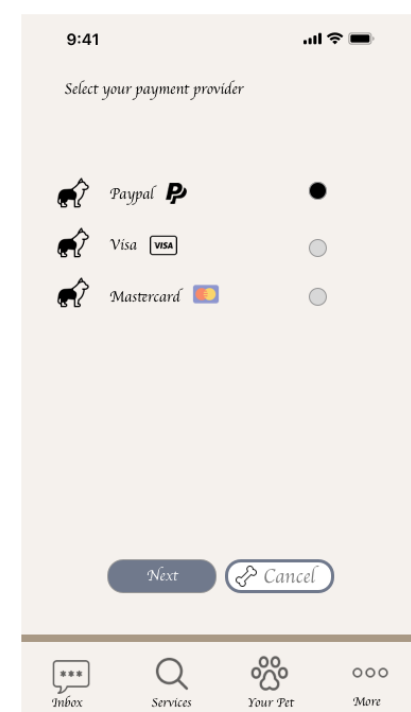 9:41
Select your payment provider
Paypal
Visa VISA
Mastercard
Next Cancel
***
Inbox Services Your Pet More